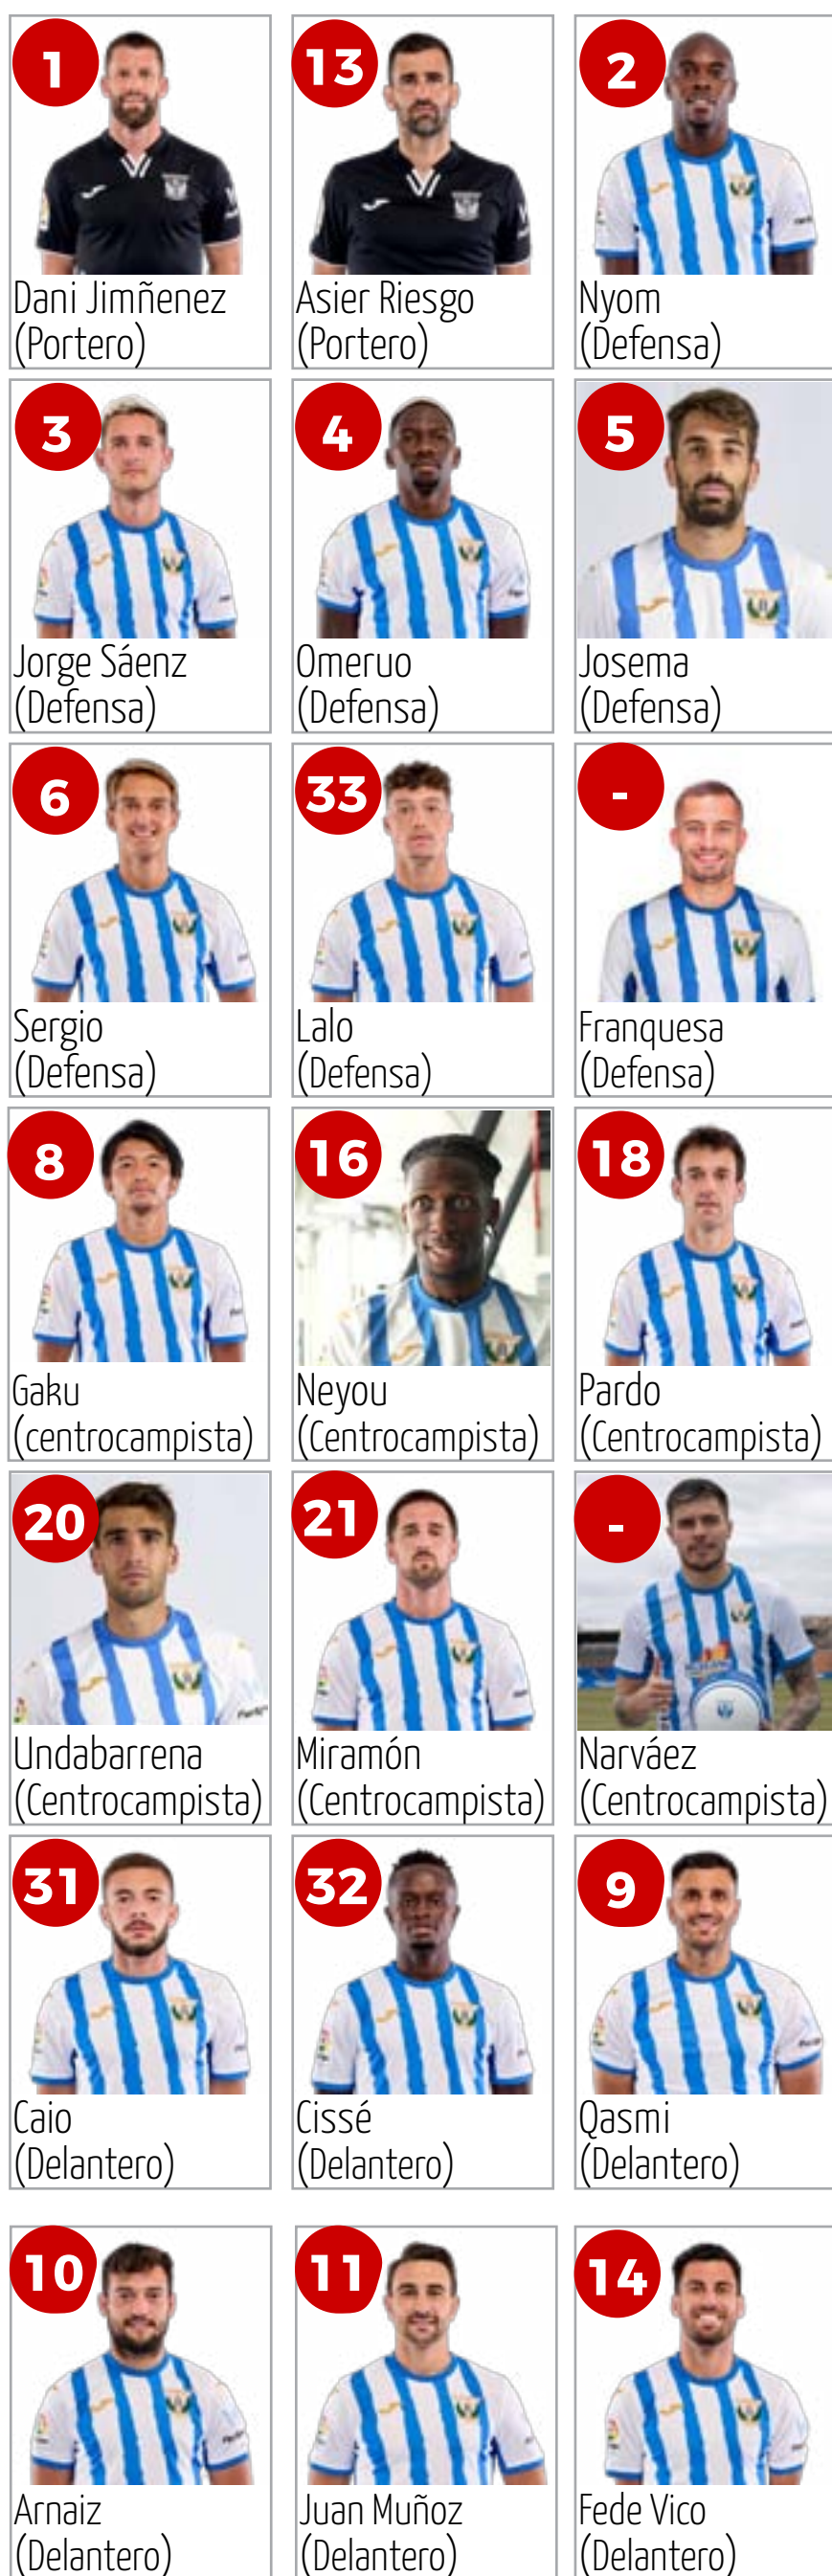 1
Dani Jimñenez
(Portero)
13
Asier Riesgo
(Portero)
2
Nyom
(Defensa)
3
Jorge Sáenz
(Defensa)
4
Omeruo
(Defensa)
5
Josema
(Defensa)
6
Sergio
(Defensa)
33
Lalo
(Defensa)
-
Franquesa
(Defensa)
8
Gaku
(centrocampista)
16
Neyou
(Centrocampista)
18
Pardo
(Centrocampista)
20
Undabarrena
(Centrocampista)
21
Miramón
(Centrocampista)
-
Narváez
(Centrocampista)
31
Caio
(Delantero)
32
Cissé
(Delantero)
9
Qasmi
(Delantero)
10
Arnaiz
(Delantero)
11
Juan Muñoz
(Delantero)
14
Fede Vico
(Delantero)